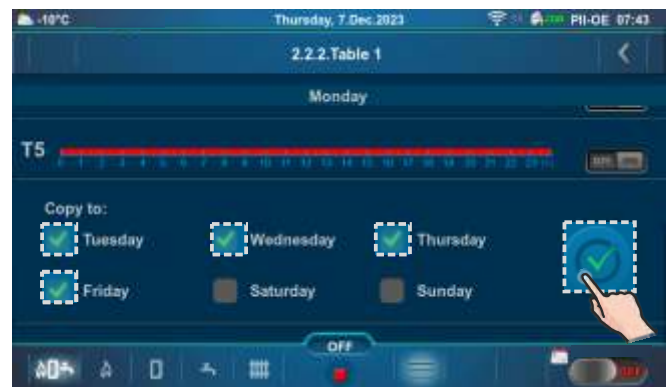 -10°C Thursday, 7.Dec.2023 PII-OE 07:43
2.2.2.Table 1
Monday
T5
Copy to:
Tuesday Wednesday Thursday
Friday Saturday Sunday
OFF
OFF